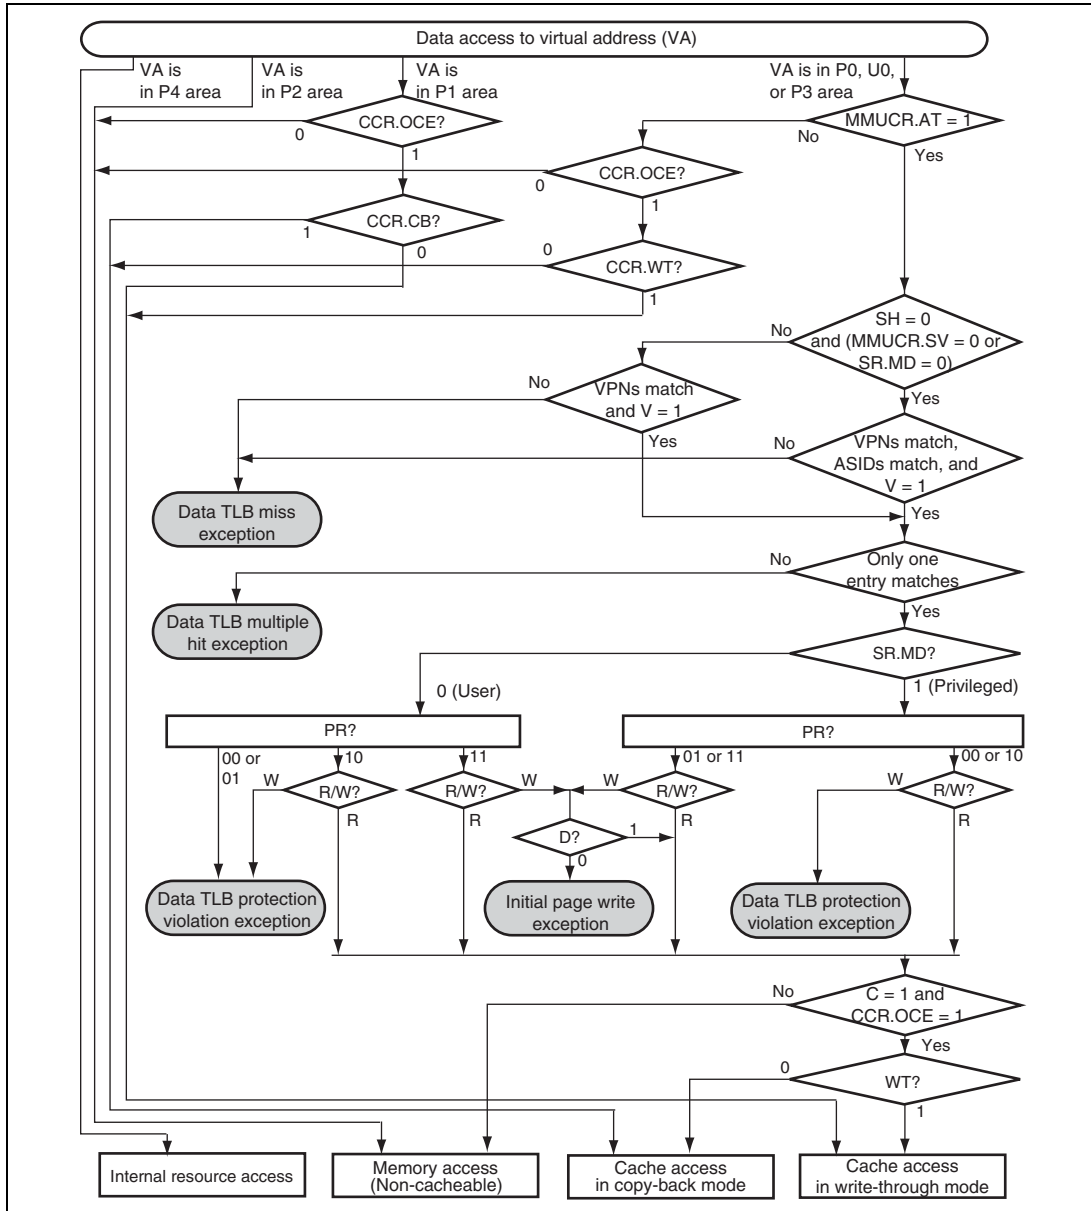 Data access to virtual address (VA)
VA is
in P4 area
VA is
in P2 area
VA is
in P1 area
VA is in P0, U0,
or P3 area
CCR.OCE?
0
1
MMUCR.AT = 1
No
Yes
CCR.OCE?
0
1
CCR.CB?
1
0
CCR.WT?
0
1
SH = 0
and (MMUCR.SV = 0 or
SR.MD = 0)
No
Yes
VPNs match
and V = 1
No
Yes
VPNs match,
ASIDs match, and
V = 1
No
Yes
Data TLB miss
exception
Only one
entry matches
No
Yes
Data TLB multiple
hit exception
SR.MD?
0 (User)
1 (Privileged)
PR?
PR?
00 or
01
10
11
01 or 11
00 or 10
W
R/W?
R
R/W?
W
R
W
R/W?
R
W
R/W?
R
D?
1
0
Data TLB protection
violation exception
Initial page write
exception
Data TLB protection
violation exception
C = 1 and
CCR.OCE = 1
No
Yes
WT?
0
1
Internal resource access
Memory access
(Non-cacheable)
Cache access
in copy-back mode
Cache access
in write-through mode